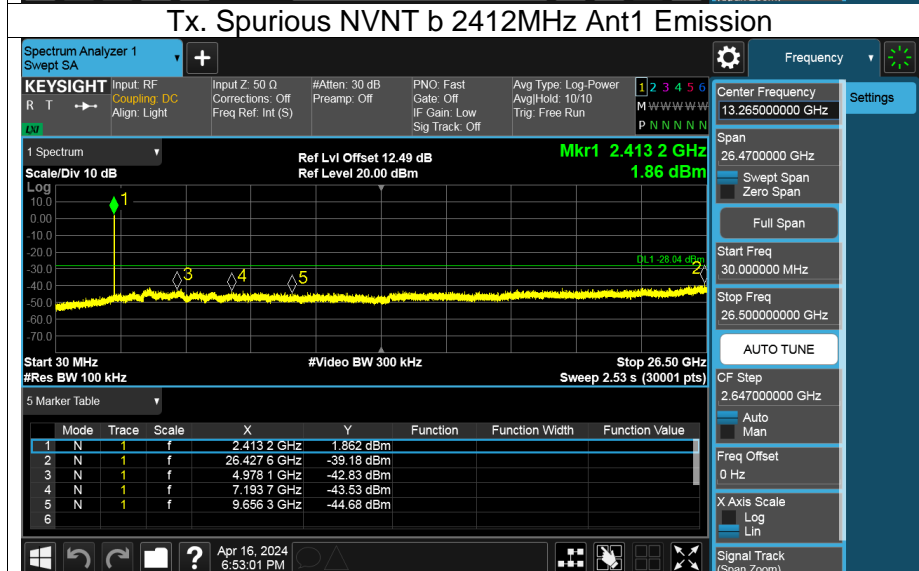 Tx. Spurious NVNT b 2412MHz Ant1 Emission
Spectrum Analyzer 1
Swept SA
+
Frequency
KEYSIGHT
R T
LXI
Input: RF
Coupling: DC
Align: Light
Input Z: 50 Ω
Corrections: Off
Freq Ref: Int (S)
#Atten: 30 dB
Preamp: Off
PNO: Fast
Gate: Off
IF Gain: Low
Sig Track: Off
Avg Type: Log-Power
Avg|Hold: 10/10
Trig: Free Run
1 2 3 4 5 6
M W W W W W
P N N N N N
Center Frequency
13.265000000 GHz
Settings
Span
26.4700000 GHz
Swept Span
Zero Span
Full Span
Start Freq
30.000000 MHz
Stop Freq
26.500000000 GHz
AUTO TUNE
CF Step
2.647000000 GHz
Auto
Man
Freq Offset
0 Hz
X Axis Scale
Log
Lin
Signal Track
(Span Zoom)
1 Spectrum
Scale/Div 10 dB
Ref Lvl Offset 12.49 dB
Ref Level 20.00 dBm
Mkr1 2.413 2 GHz
1.86 dBm
Log
10.0
0.00
-10.0
-20.0
-30.0
-40.0
-50.0
-60.0
-70.0
1
3
4
5
2
DL1 -28.04 dBm
Start 30 MHz
#Res BW 100 kHz
#Video BW 300 kHz
Stop 26.50 GHz
Sweep 2.53 s (30001 pts)
5 Marker Table
Mode Trace Scale X Y Function Function Width Function Value
1 N 1 f 2.413 2 GHz 1.862 dBm
2 N 1 f 26.427 6 GHz -39.18 dBm
3 N 1 f 4.978 1 GHz -42.83 dBm
4 N 1 f 7.193 7 GHz -43.53 dBm
5 N 1 f 9.656 3 GHz -44.68 dBm
6
?
Apr 16, 2024
6:53:01 PM